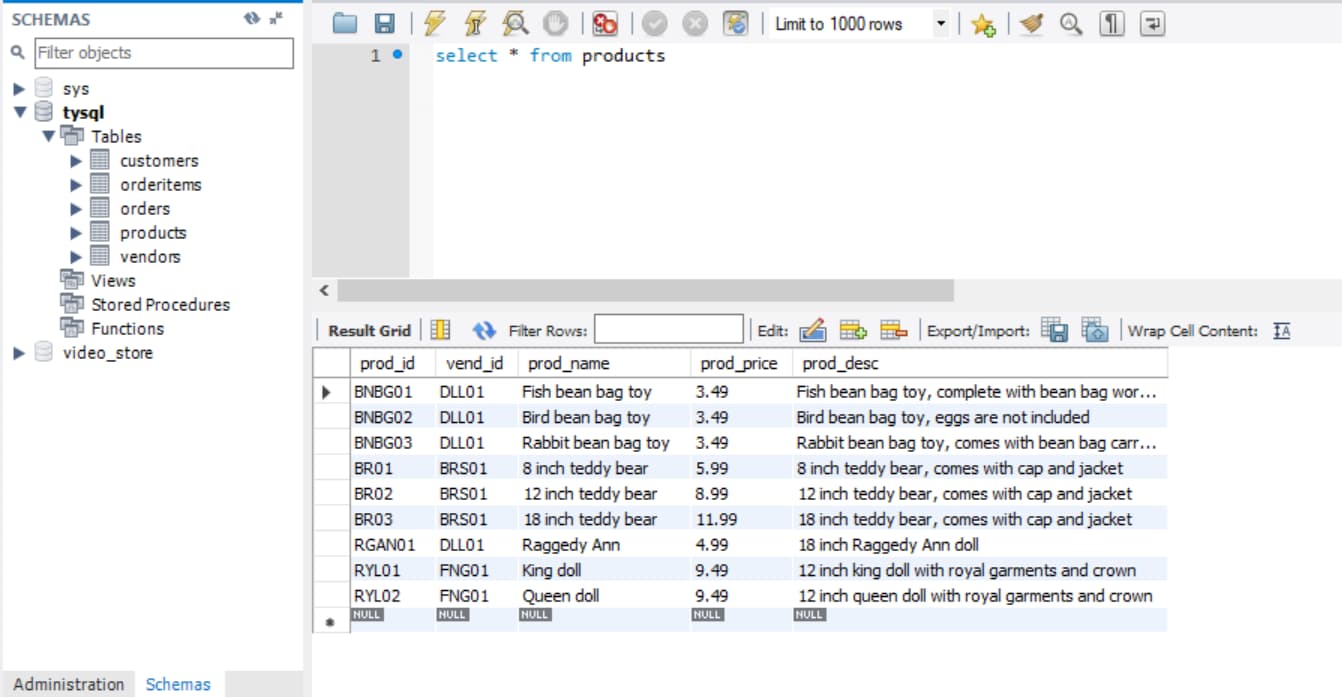 SCHEMAS
Filter objects
sys
tysql
Tables
customers
orderitems
orders
products
vendors
Views
Stored Procedures
Functions
video_store
Administration Schemas
Limit to 1000 rows
1 select * from products
Result Grid Filter Rows: Edit: Export/Import: Wrap Cell Content: IA
prod_id vend_id prod_name prod_price prod_desc
BNBG01 DLL01 Fish bean bag toy 3.49 Fish bean bag toy, complete with bean bag wor...
BNBG02 DLL01 Bird bean bag toy 3.49 Bird bean bag toy, eggs are not included
BNBG03 DLL01 Rabbit bean bag toy 3.49 Rabbit bean bag toy, comes with bean bag carr...
BR01 BRS01 8 inch teddy bear 5.99 8 inch teddy bear, comes with cap and jacket
BR02 BRS01 12 inch teddy bear 8.99 12 inch teddy bear, comes with cap and jacket
BR03 BRS01 18 inch teddy bear 11.99 18 inch teddy bear, comes with cap and jacket
RGAN01 DLL01 Raggedy Ann 4.99 18 inch Raggedy Ann doll
RYL01 FNG01 King doll 9.49 12 inch king doll with royal garments and crown
RYL02 FNG01 Queen doll 9.49 12 inch queen doll with royal garments and crown
NULL NULL NULL NULL NULL